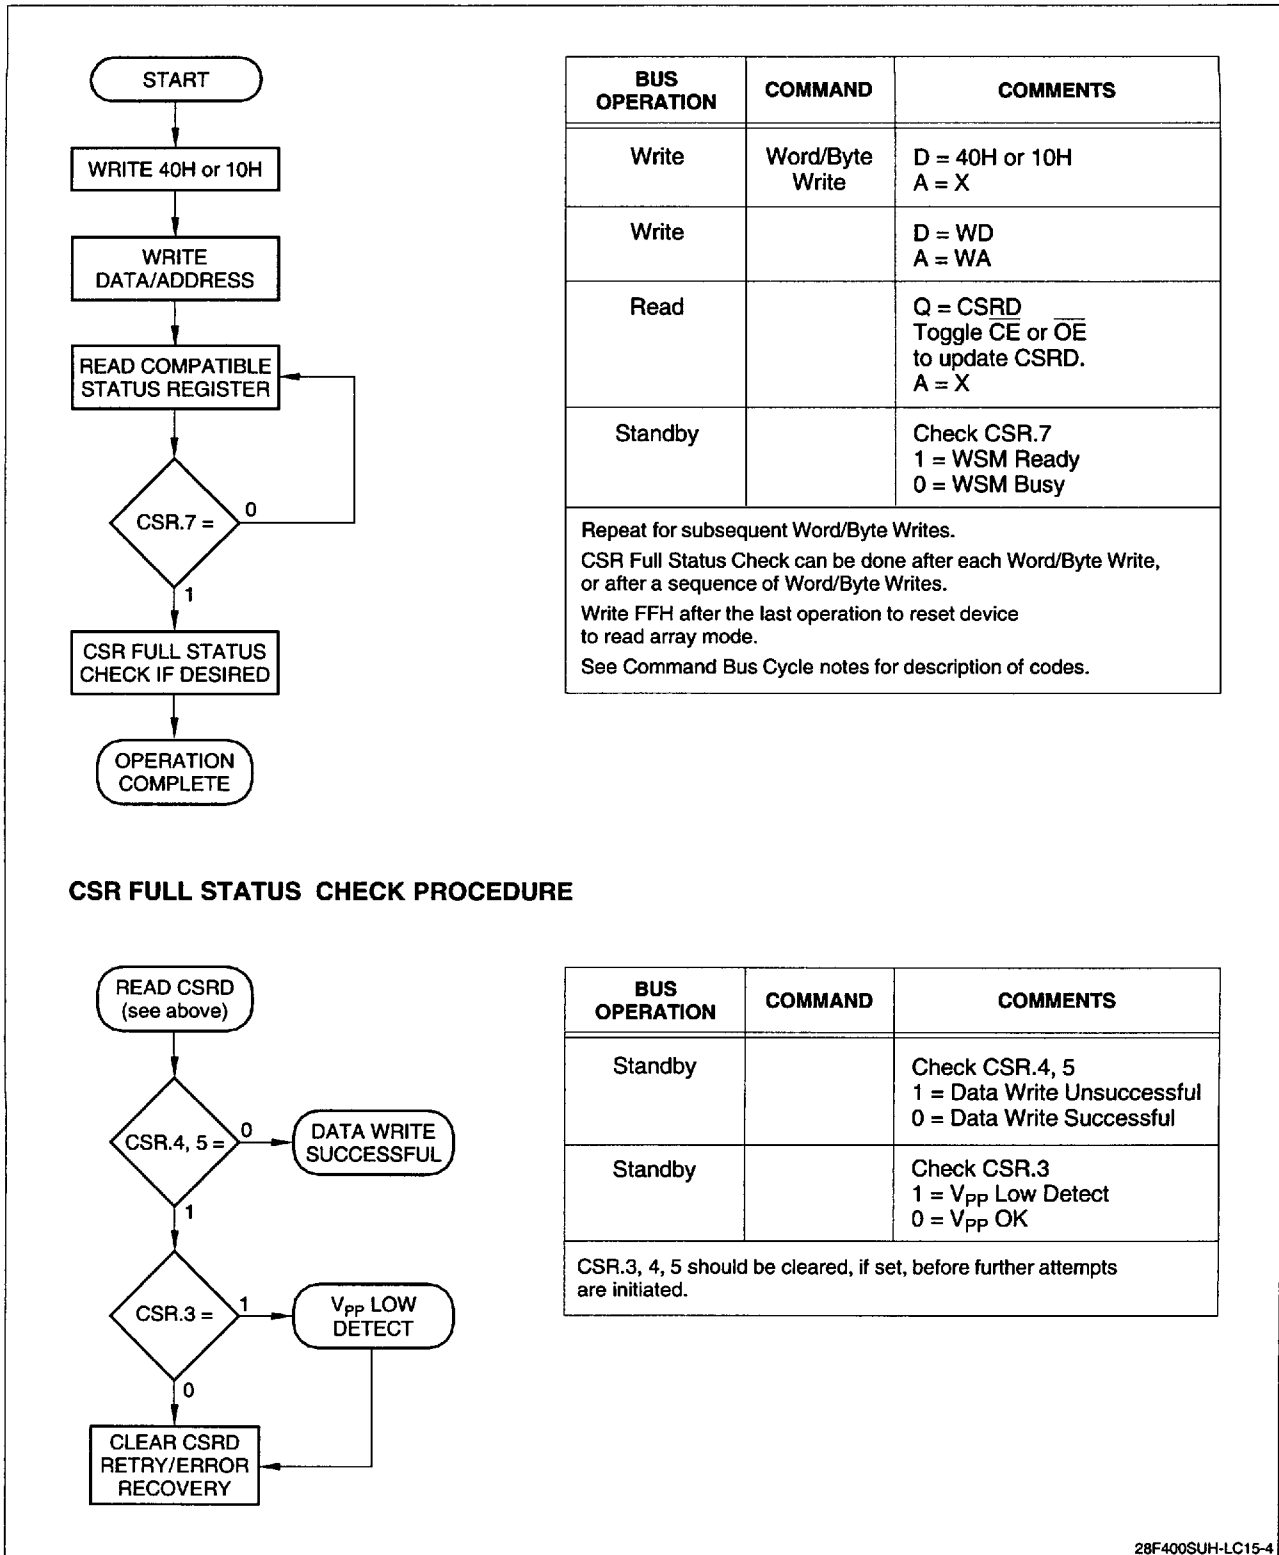 START
WRITE 40H or 10H
WRITE
DATA/ADDRESS
READ COMPATIBLE
STATUS REGISTER
CSR.7 =
0
1
CSR FULL STATUS
CHECK IF DESIRED
OPERATION
COMPLETE
BUS
OPERATION
COMMAND
COMMENTS
Write
Word/Byte
Write
D = 40H or 10H
A = X
Write
D = WD
A = WA
Read
Q = CSRD
Toggle C̅E̅ or O̅E̅
to update CSRD.
A = X
Standby
Check CSR.7
1 = WSM Ready
0 = WSM Busy
Repeat for subsequent Word/Byte Writes.
CSR Full Status Check can be done after each Word/Byte Write,
or after a sequence of Word/Byte Writes.
Write FFH after the last operation to reset device
to read array mode.
See Command Bus Cycle notes for description of codes.
CSR FULL STATUS CHECK PROCEDURE
READ CSRD
(see above)
CSR.4, 5 =
0
DATA WRITE
SUCCESSFUL
1
CSR.3 =
1
VPP LOW
DETECT
0
CLEAR CSRD
RETRY/ERROR
RECOVERY
BUS
OPERATION
COMMAND
COMMENTS
Standby
Check CSR.4, 5
1 = Data Write Unsuccessful
0 = Data Write Successful
Standby
Check CSR.3
1 = VPP Low Detect
0 = VPP OK
CSR.3, 4, 5 should be cleared, if set, before further attempts
are initiated.
28F400SUH-LC15-4